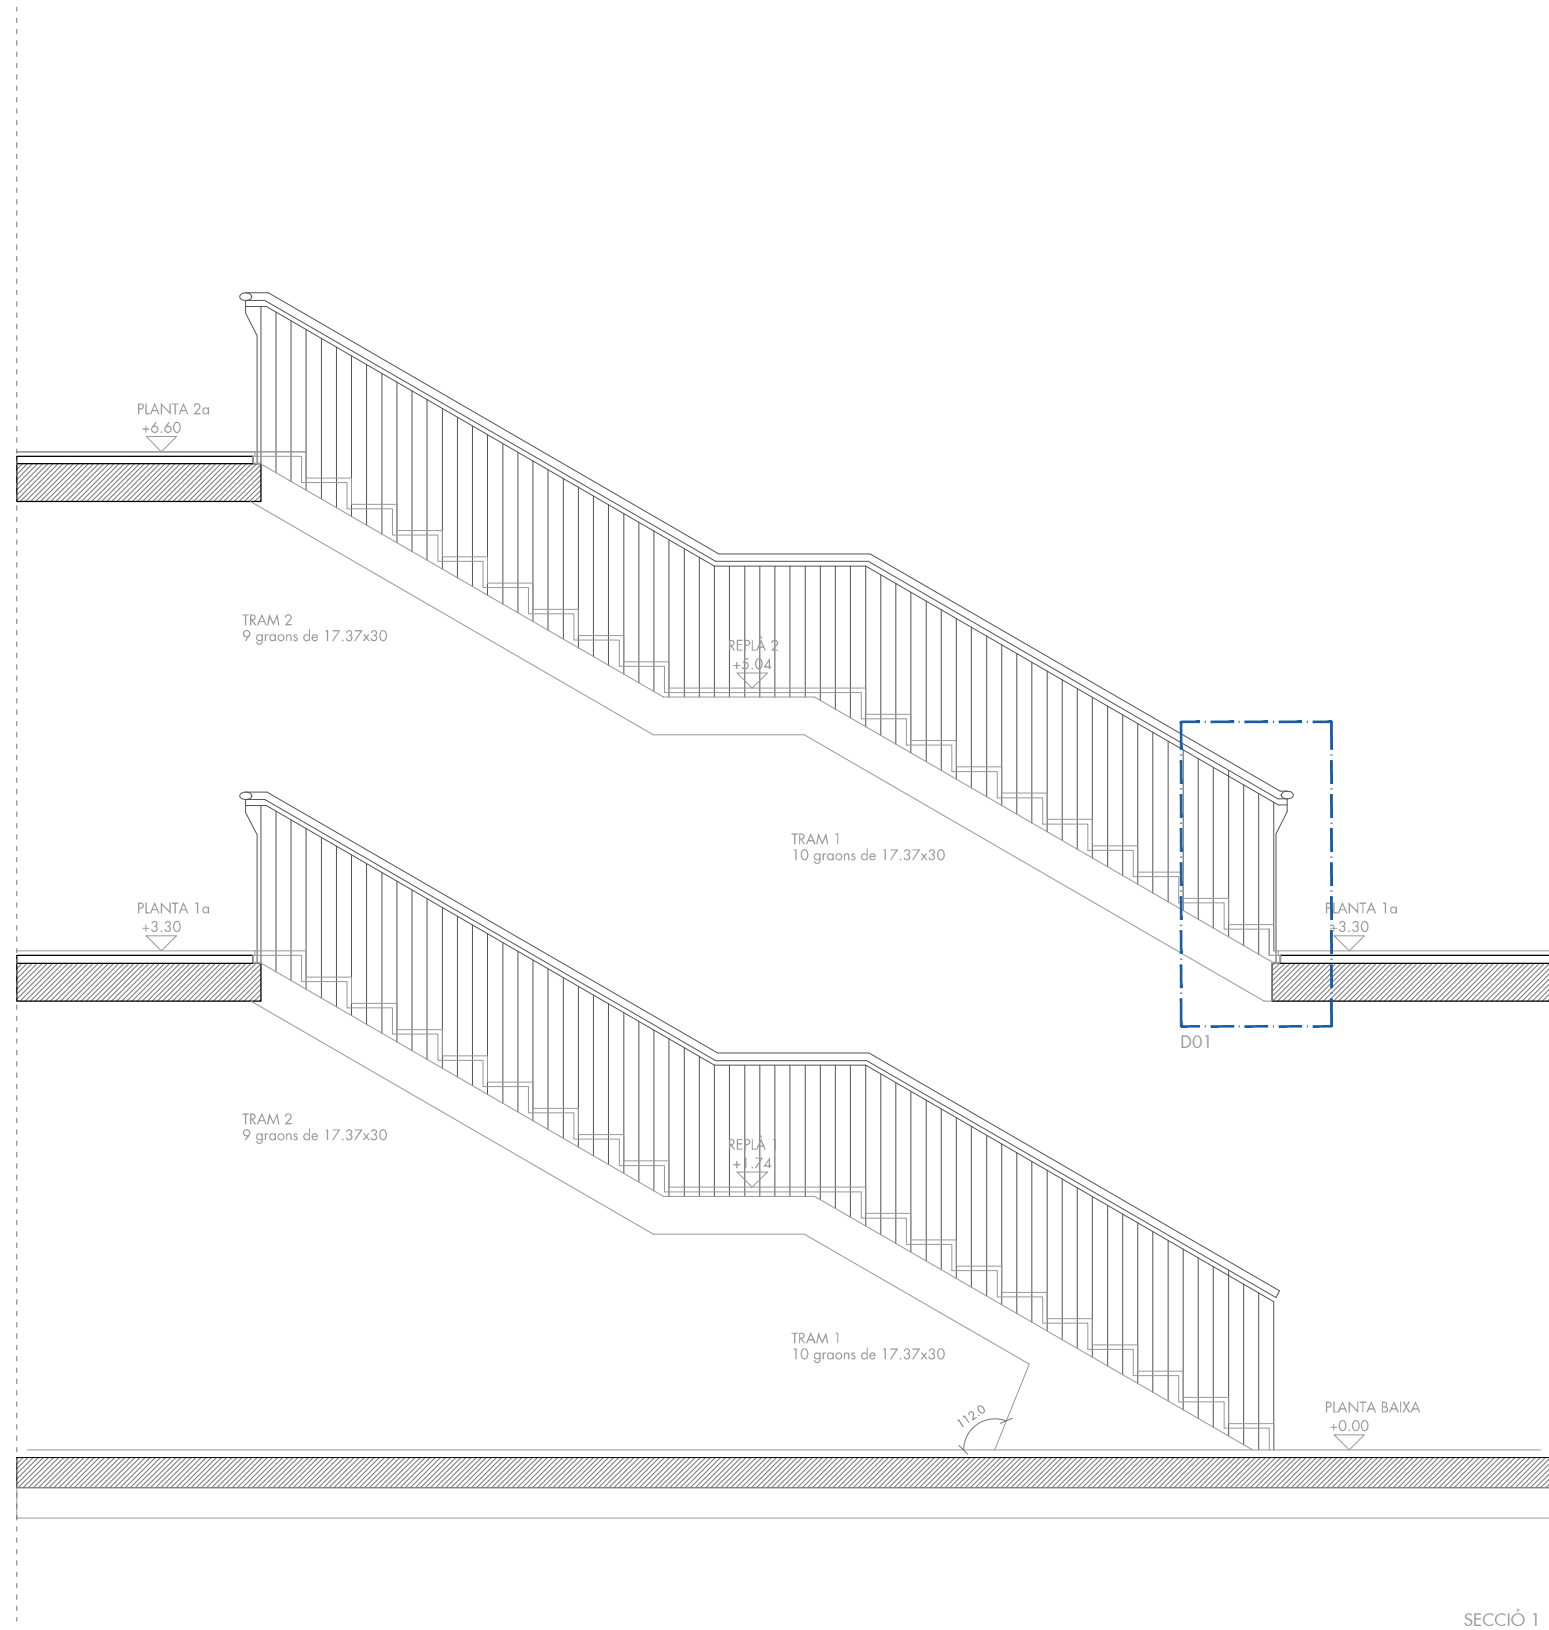 PLANTA 2a
+6.60
TRAM 2
9 graons de 17.37x30
REPLÀ 2
+5.04
TRAM 1
10 graons de 17.37x30
PLANTA 1a
+3.30
PLANTA 1a
+3.30
D01
TRAM 2
9 graons de 17.37x30
REPLÀ 1
+1.74
TRAM 1
10 graons de 17.37x30
112.0
PLANTA BAIXA
+0.00
SECCIÓ 1